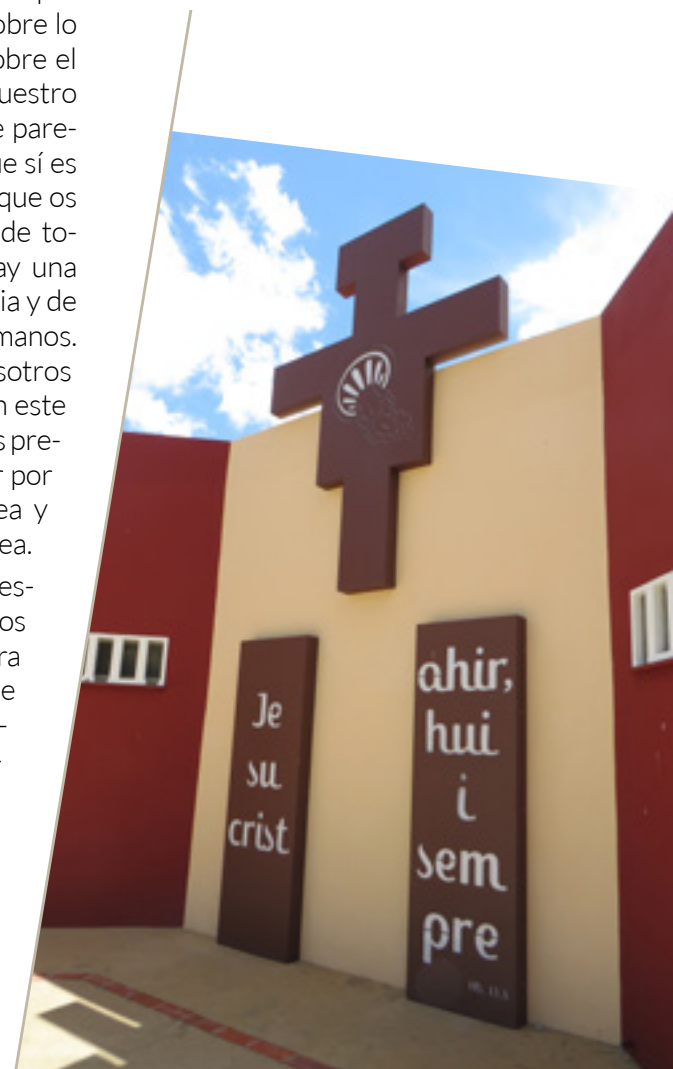 obre lo
obre el
uestro
e pare-
ue sí es
que os
de to-
ay una
ia y de
manos.
sotros
n este
s pre-
r por
ea y
ea.
es-
os
ra
e
-
Je
su
crist
ahir,
hui
i
sem
pre